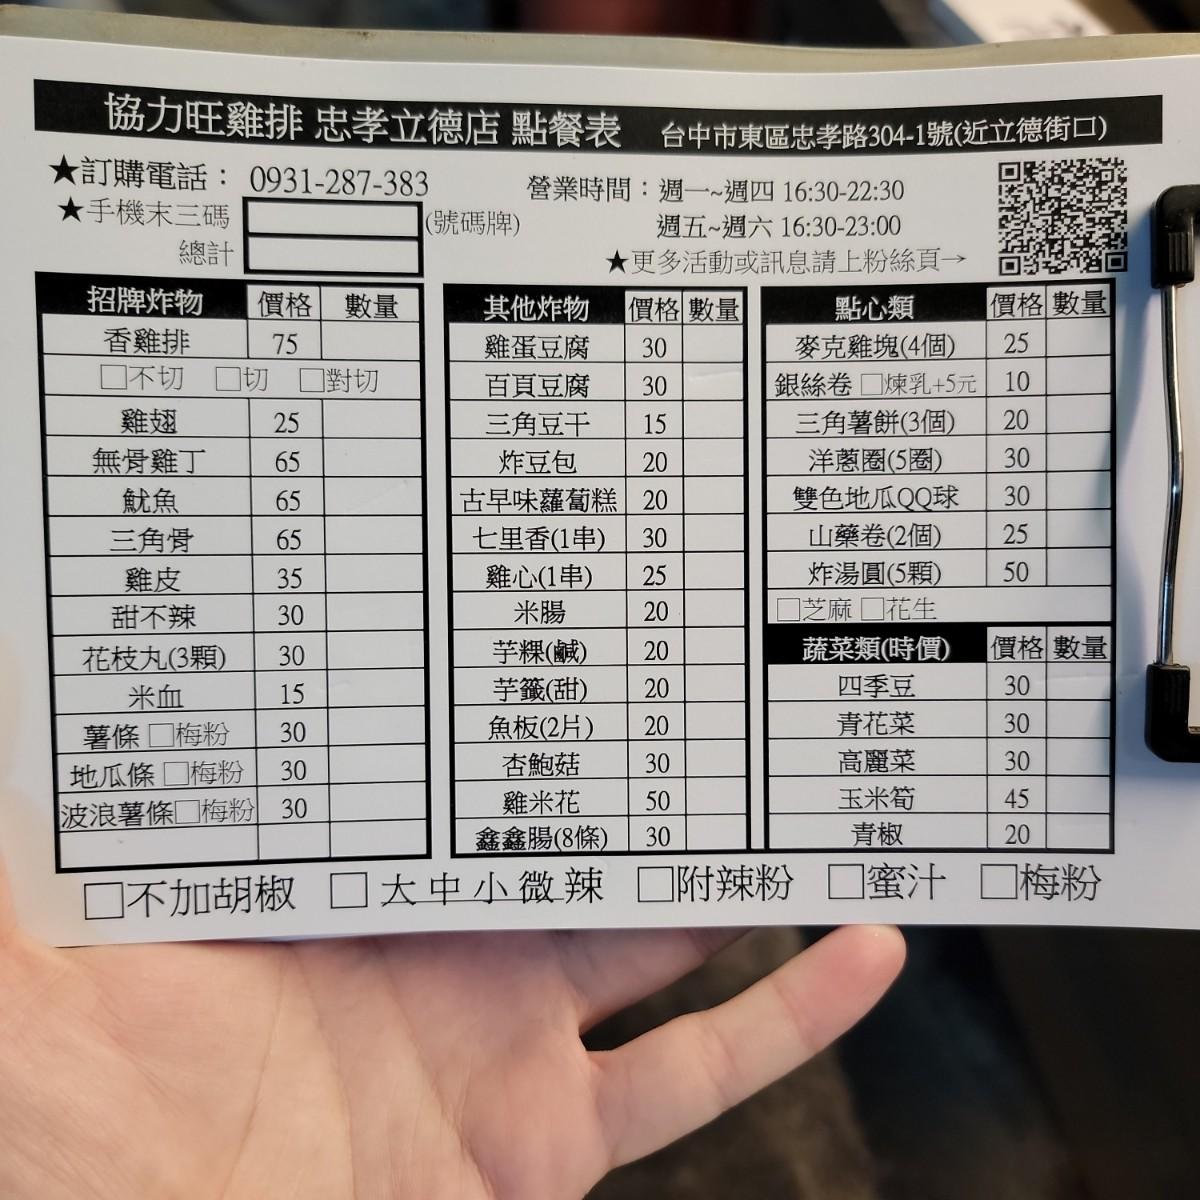 協力旺雞排 忠孝立德店 點餐表 台中市東區忠孝路304-1號(近立德街口)
★訂購電話： 0931-287-383
★手機末三碼 (號碼牌)
總計
營業時間：週一~週四 16:30-22:30
週五~週六 16:30-23:00
★更多活動或訊息請上粉絲頁→
招牌炸物 價格 數量
香雞排 75
□不切 □切 □對切
雞翅 25
無骨雞丁 65
魷魚 65
三角骨 65
雞皮 35
甜不辣 30
花枝丸(3顆) 30
米血 15
薯條 □梅粉 30
地瓜條 □梅粉 30
波浪薯條□梅粉 30
其他炸物 價格 數量
雞蛋豆腐 30
百頁豆腐 30
三角豆干 15
炸豆包 20
古早味蘿蔔糕 20
七里香(1串) 30
雞心(1串) 25
米腸 20
芋粿(鹹) 20
芋籤(甜) 20
魚板(2片) 20
杏鮑菇 30
雞米花 50
鑫鑫腸(8條) 30
點心類 價格 數量
麥克雞塊(4個) 25
銀絲卷 □煉乳+5元 10
三角薯餅(3個) 20
洋蔥圈(5圈) 30
雙色地瓜QQ球 30
山藥卷(2個) 25
炸湯圓(5顆) 50
□芝麻 □花生
蔬菜類(時價) 價格 數量
四季豆 30
青花菜 30
高麗菜 30
玉米筍 45
青椒 20
□不加胡椒 □ 大 中 小 微 辣 □附辣粉 □蜜汁 □梅粉